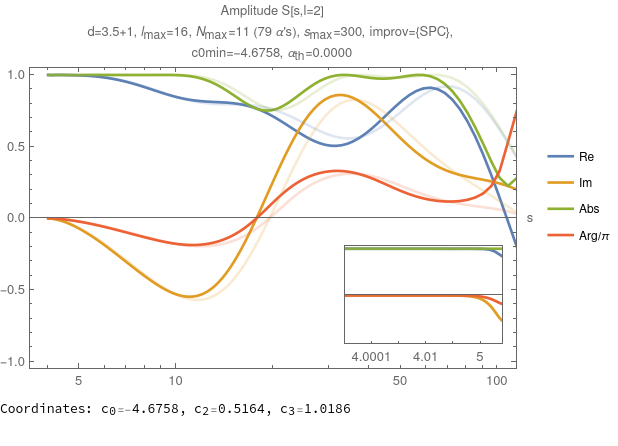 Amplitude S[s,l=2]
d=3.5+1, lmax=16, Nmax=11 (79 α's), smax=300, improv={SPC},
c0min=−4.6758, αth=0.0000
1.0
0.5
0.0
−0.5
−1.0
5
10
50
100
s
Re
Im
Abs
Arg/π
4.0001
4.01
5
Coordinates: c0=-4.6758, c2=0.5164, c3=1.0186